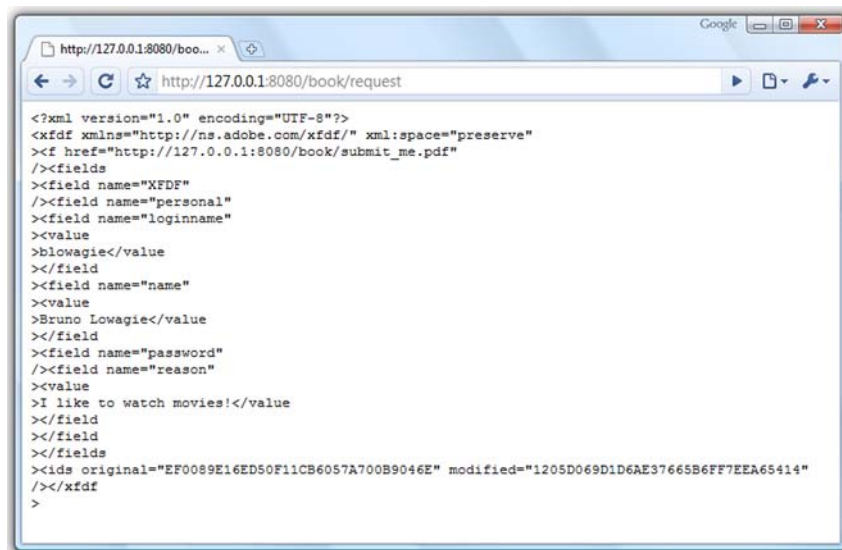 Google
http://127.0.0.1:8080/boo...
http://127.0.0.1:8080/book/request
<?xml version="1.0" encoding="UTF-8"?>
<xfdf xmlns="http://ns.adobe.com/xfdf/" xml:space="preserve"
><f href="http://127.0.0.1:8080/book/submit_me.pdf"
/><fields
><field name="XFDF"
/><field name="personal"
><field name="loginname"
><value
>blowagie</value
></field
><field name="name"
><value
>Bruno Lowagie</value
></field
><field name="password"
/><field name="reason"
><value
>I like to watch movies!</value
></field
></field
></fields
><ids original="EF0089E16ED50F11CB6057A700B9046E" modified="1205D069D1D6AE37665B6FF7EEA65414"
/></xfdf
>